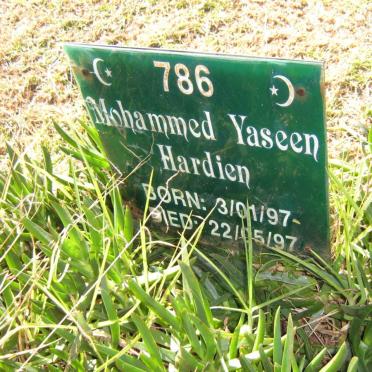 786
Mohammed Yaseen
Hardien
BORN: 3/01/97
DIED: 22/05/97